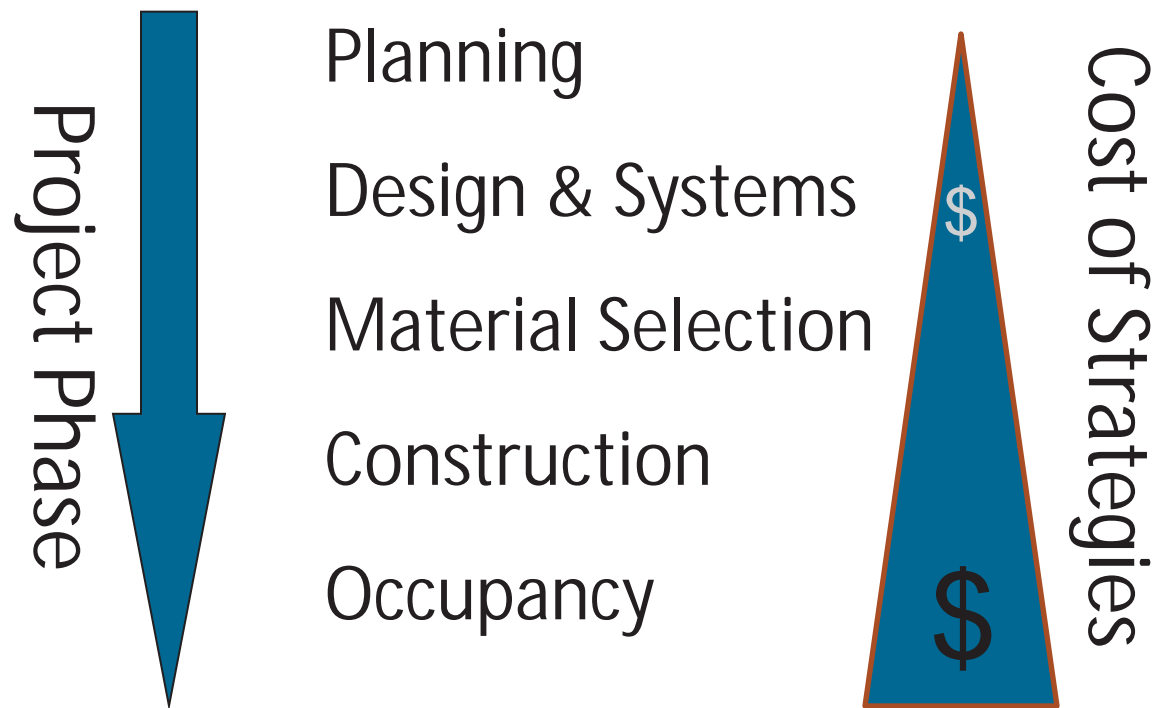 Project Phase
Planning
Design & Systems
Material Selection
Construction
Occupancy
$
$
Cost of Strategies